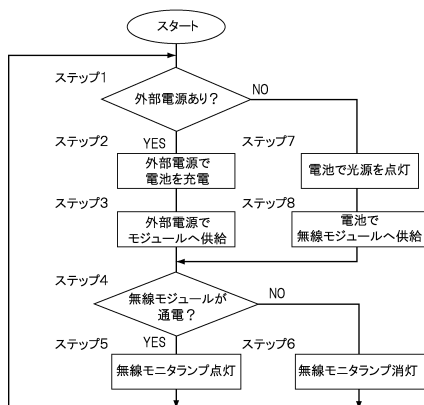 スタート
ステップ1
外部電源あり？
NO
ステップ2
YES
ステップ7
外部電源で
電池を充電
電池で光源を点灯
ステップ3
ステップ8
外部電源で
モジュールへ供給
電池で
無線モジュールへ供給
ステップ4
無線モジュールが
通電？
NO
ステップ5
YES
ステップ6
無線モニタランプ点灯
無線モニタランプ消灯